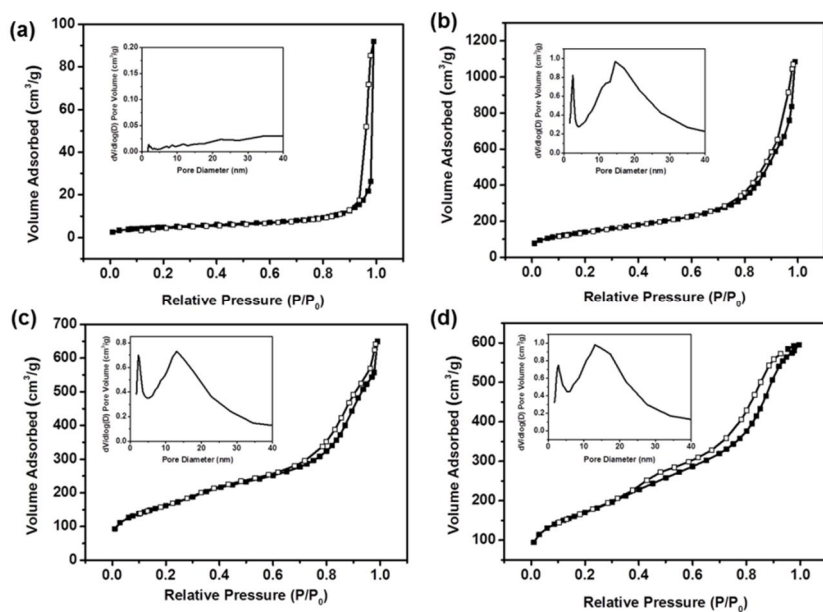 (a)
100
80
60
40
20
0
Volume Adsorbed (cm³/g)
0.0 0.2 0.4 0.6 0.8 1.0
Relative Pressure (P/P₀)
0.20
0.15
0.10
0.05
0.00
dV/dlog(D) Pore Volume (cm³/g)
0 10 20 30 40
Pore Diameter (nm)
(b)
1200
1000
800
600
400
200
0
Volume Adsorbed (cm³/g)
0.0 0.2 0.4 0.6 0.8 1.0
Relative Pressure (P/P₀)
1.0
0.8
0.6
0.4
0.2
0.0
dV/dlog(D) Pore Volume (cm³/g)
0 10 20 30 40
Pore Diameter (nm)
(c)
700
600
500
400
300
200
100
0
Volume Adsorbed (cm³/g)
0.0 0.2 0.4 0.6 0.8 1.0
Relative Pressure (P/P₀)
0.8
0.6
0.4
0.2
0.0
dV/dlog(D) Pore Volume (cm³/g)
0 10 20 30 40
Pore Diameter (nm)
(d)
600
500
400
300
200
100
0
Volume Adsorbed (cm³/g)
0.0 0.2 0.4 0.6 0.8 1.0
Relative Pressure (P/P₀)
1.0
0.8
0.6
0.4
0.2
0.0
dV/dlog(D) Pore Volume (cm³/g)
0 10 20 30 40
Pore Diameter (nm)